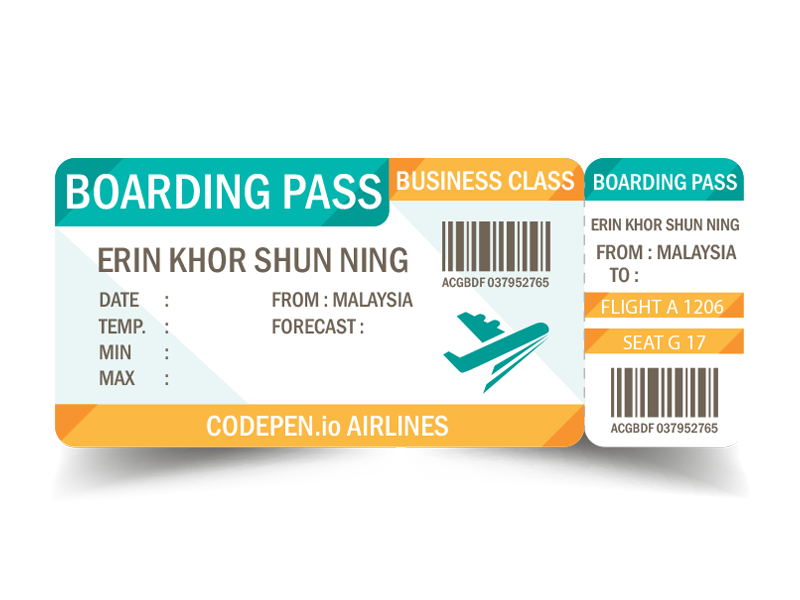 BOARDING PASS
BUSINESS CLASS
ERIN KHOR SHUN NING
ACGBDF 037952765
DATE :
FROM : MALAYSIA
TEMP. :
FORECAST :
MIN :
MAX :
CODEPEN.io AIRLINES
BOARDING PASS
ERIN KHOR SHUN NING
FROM : MALAYSIA
TO :
FLIGHT A 1206
SEAT G 17
ACGBDF 037952765